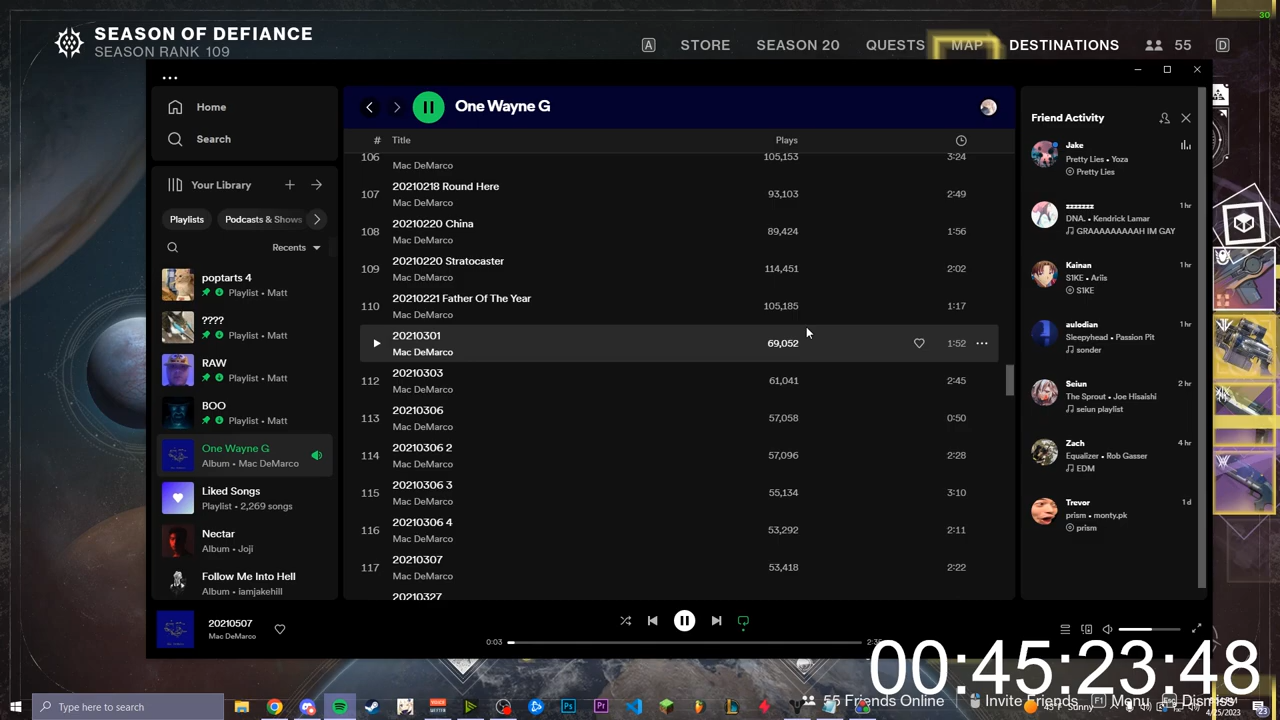 30
SEASON OF DEFIANCE
SEASON RANK 109
A
STORE
SEASON 20
QUESTS
MAP
DESTINATIONS
55
D
Home
Search
Your Library
Playlists
Podcasts & Shows
Recents
poptarts 4
Playlist • Matt
????
Playlist • Matt
RAW
Playlist • Matt
BOO
Playlist • Matt
One Wayne G
Album • Mac DeMarco
Liked Songs
Playlist • 2,269 songs
Nectar
Album • Joji
Follow Me Into Hell
Album • iamjakehill
One Wayne G
# Title Plays
106 Mac DeMarco 105,153 3:24
107 20210218 Round Here 93,103 2:49
Mac DeMarco
108 20210220 China 89,424 1:56
Mac DeMarco
109 20210220 Stratocaster 114,451 2:02
Mac DeMarco
110 20210221 Father Of The Year 105,185 1:17
Mac DeMarco
20210301 69,052 1:52
Mac DeMarco
112 20210303 61,041 2:45
Mac DeMarco
113 20210306 57,058 0:50
Mac DeMarco
114 20210306 2 57,096 2:28
Mac DeMarco
115 20210306 3 55,134 3:10
Mac DeMarco
116 20210306 4 53,292 2:11
Mac DeMarco
117 20210307 53,418 2:22
Mac DeMarco
20210327
Friend Activity
Jake
Pretty Lies • Yoza
Pretty Lies
zzzzzzz 1 hr
DNA. • Kendrick Lamar
GRAAAAAAAAH IM GAY
Kainan 1 hr
S1KE • Ariis
S1KE
aulodian 1 hr
Sleepyhead • Passion Pit
sonder
Seiun 2 hr
The Sprout • Joe Hisaishi
seiun playlist
Zach 4 hr
Equalizer • Rob Gasser
EDM
Trevor 1 d
prism • monty.pk
prism
20210507
Mac DeMarco
0:03
00:45:23:48
Type here to search
55 Friends Online
Invite Friends
F1 Menu
Dismiss
4/25/2023